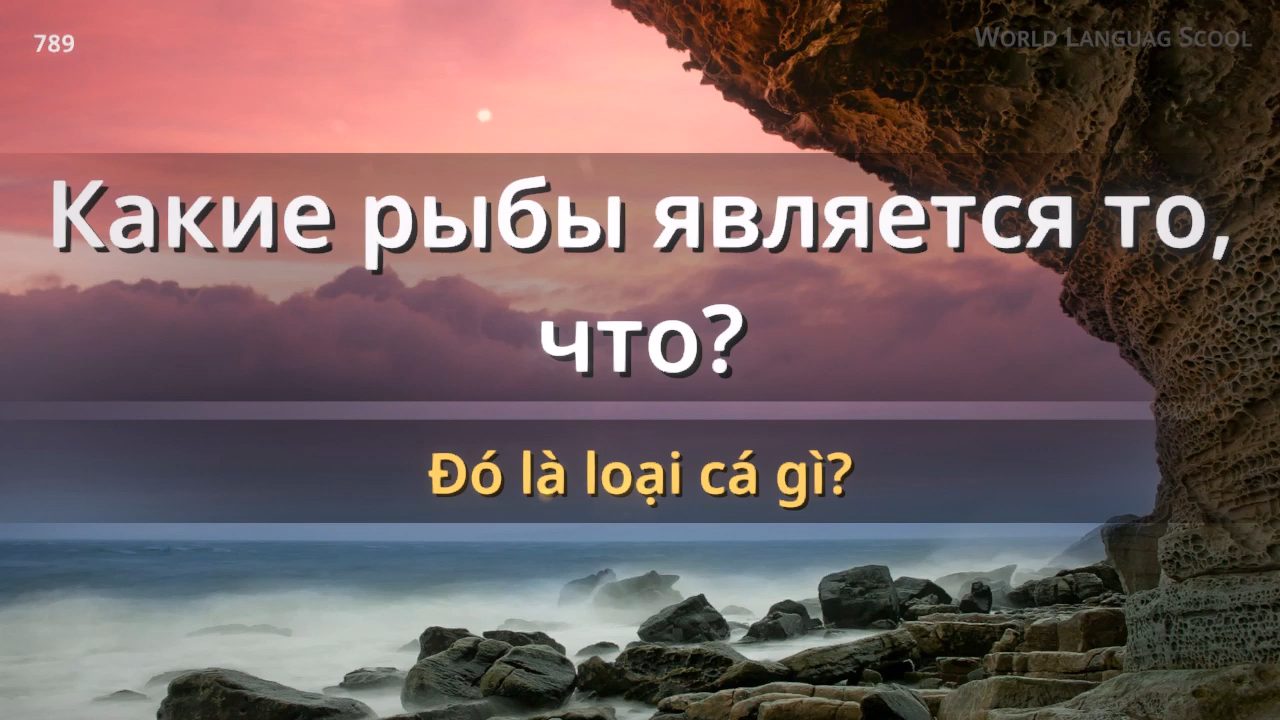 789
World Languag Scool
Какие рыбы является то,
что?
Đó là loại cá gì?